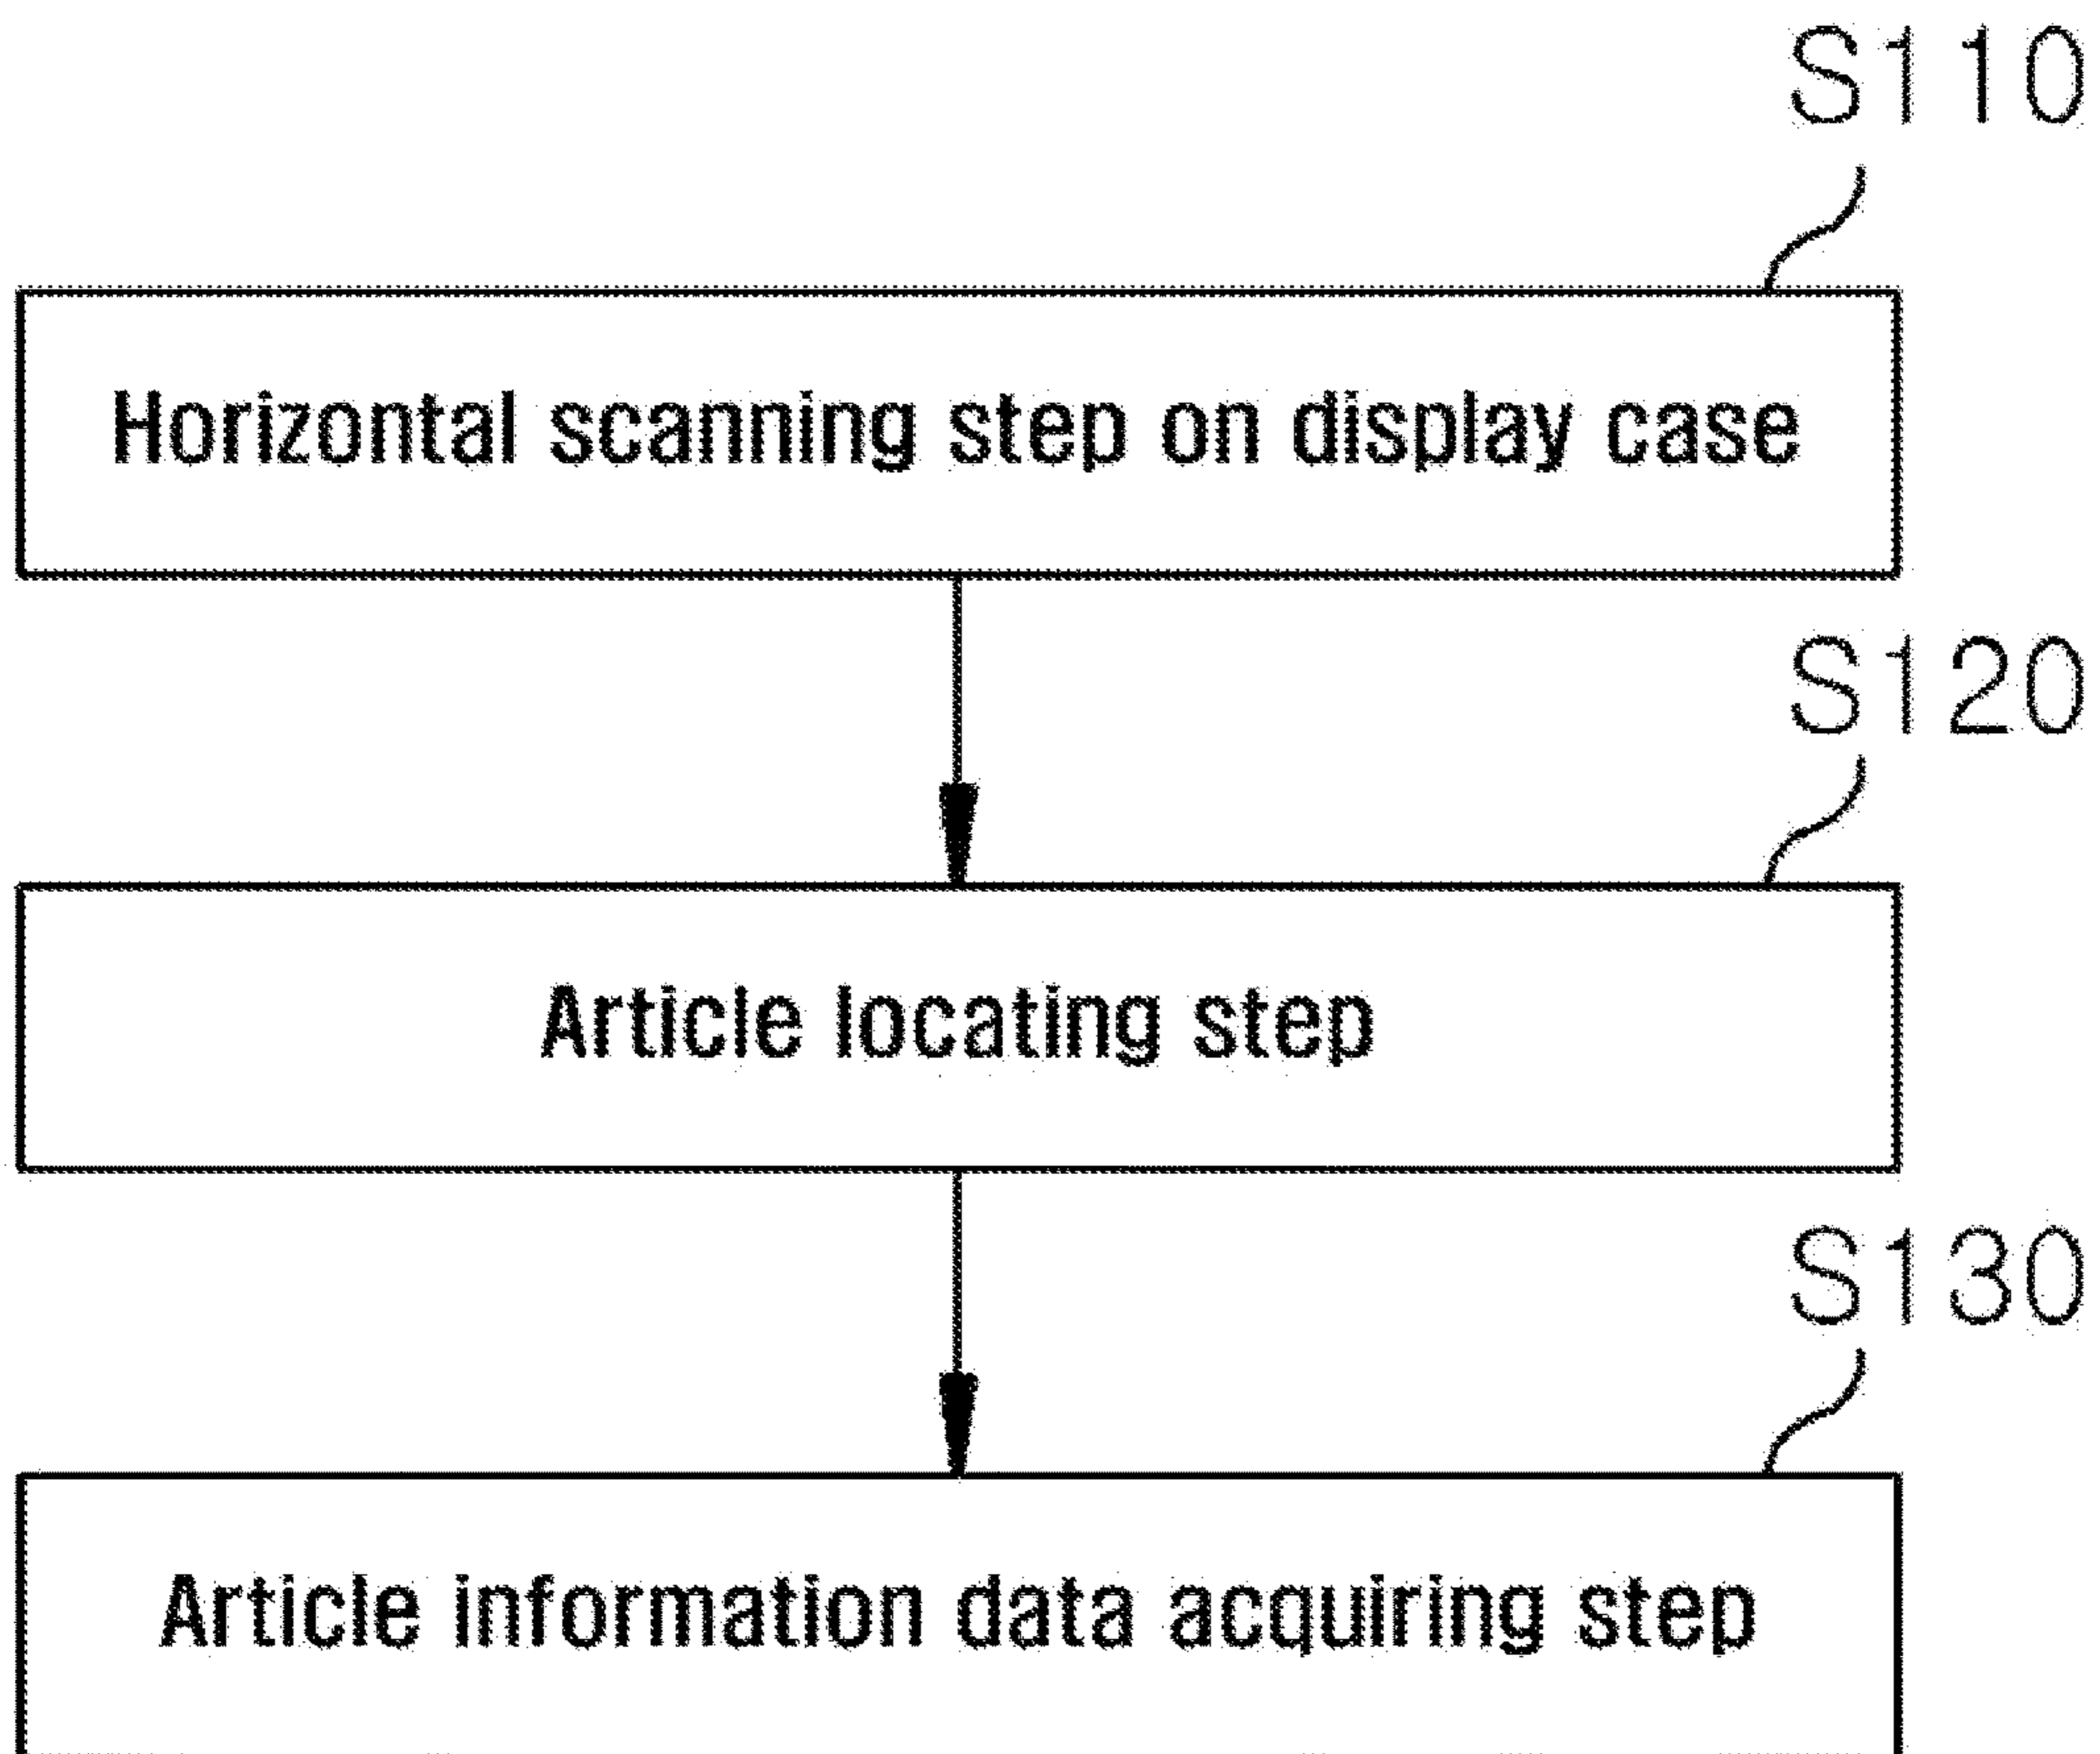 S110
Horizontal scanning step on display case
S120
Article locating step
S130
Article information data acquiring step